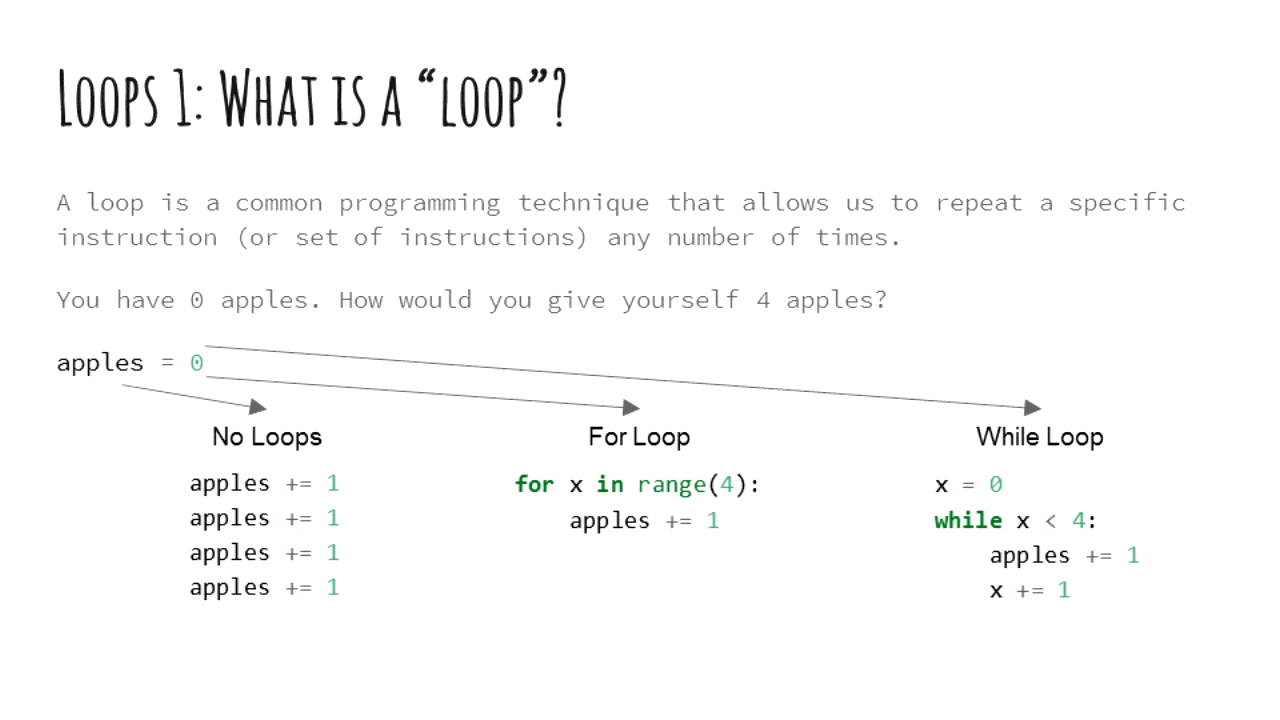 Loops 1: What is a “loop”?
A loop is a common programming technique that allows us to repeat a specific
instruction (or set of instructions) any number of times.
You have 0 apples. How would you give yourself 4 apples?
apples = 0
No Loops
apples += 1
apples += 1
apples += 1
apples += 1
For Loop
for x in range(4):
    apples += 1
While Loop
x = 0
while x < 4:
    apples += 1
    x += 1